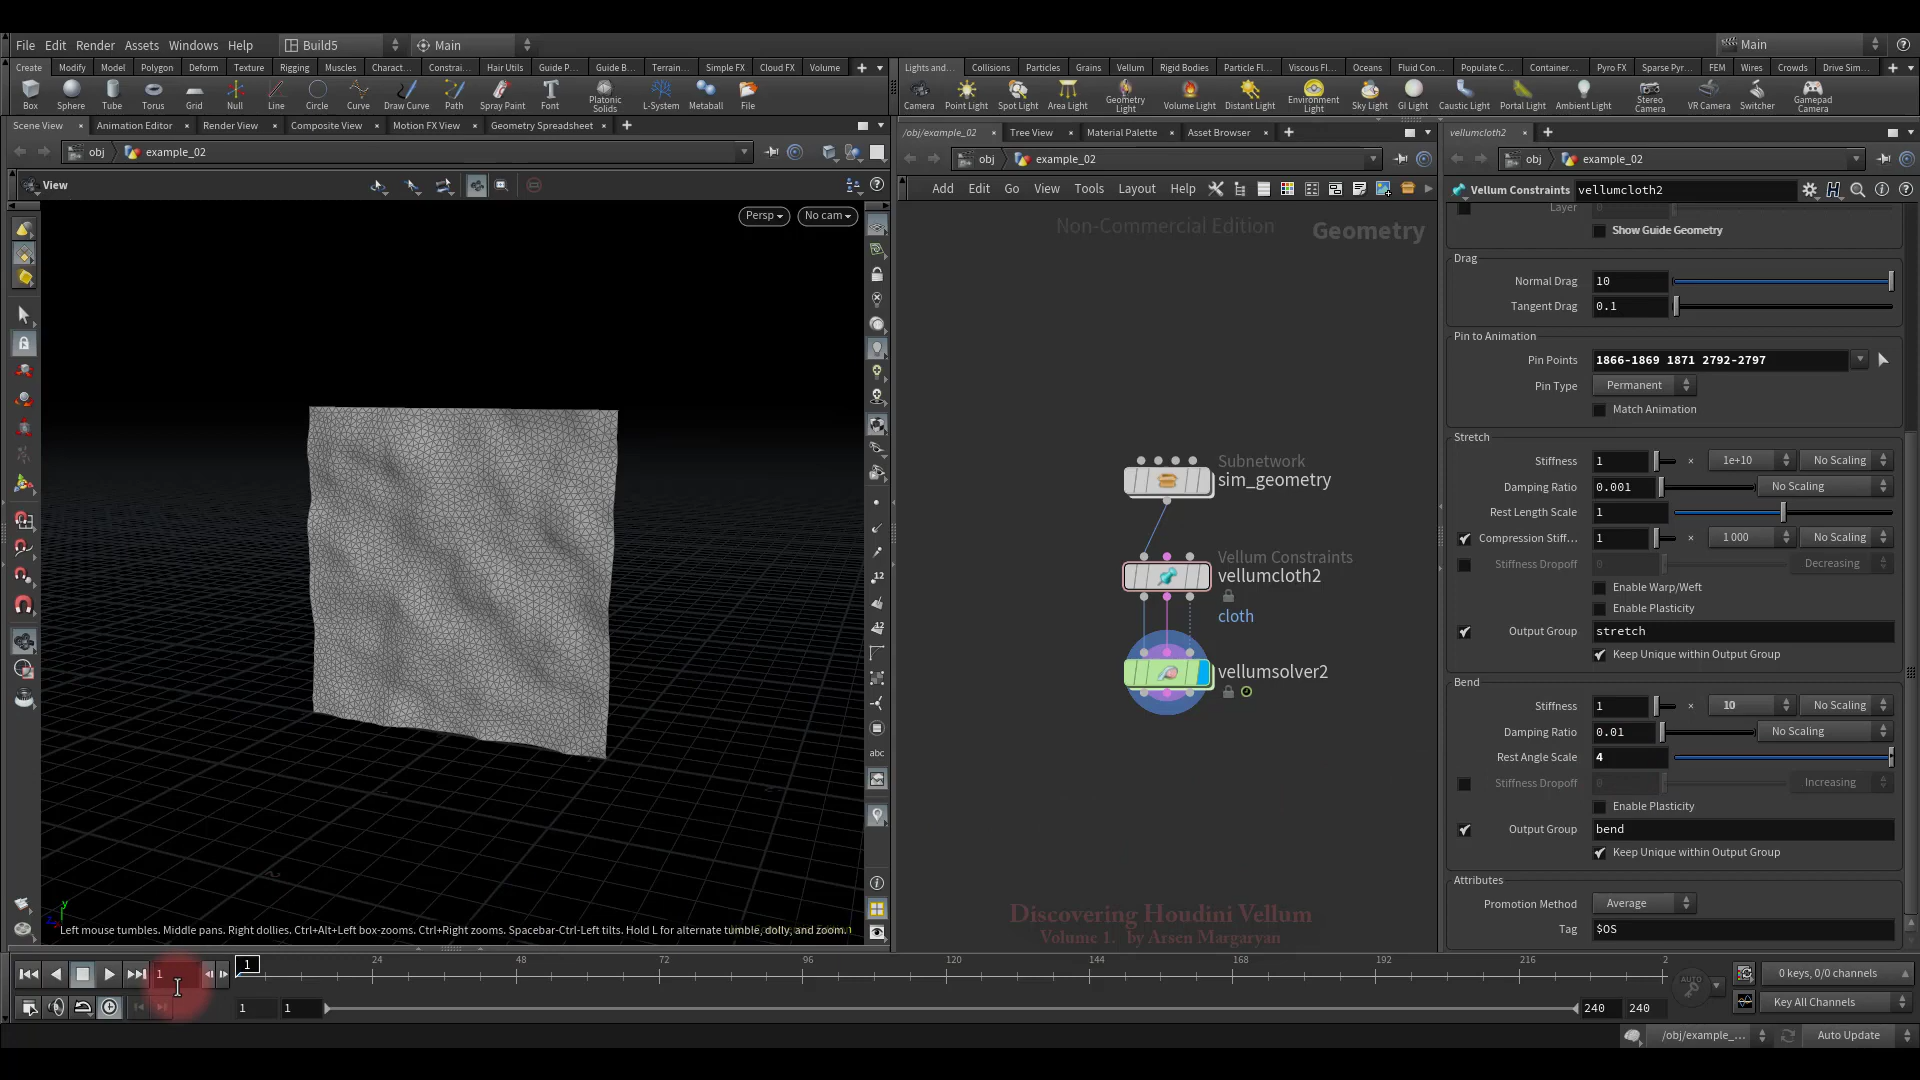 File Edit Render Assets Windows Help Build5 Main Main
Create Modify Model Polygon Deform Texture Rigging Muscles Charact... Constrai... Hair Utils Guide P... Guide B... Terrain... Simple FX Cloud FX Volume
Lights and... Collisions Particles Grains Vellum Rigid Bodies Particle Fl... Viscous Fl... Oceans Fluid Con... Populate C... Container... Pyro FX Sparse Pyr... FEM Wires Crowds Drive Sim...
Box Sphere Tube Torus Grid Null Line Circle Curve Draw Curve Path Spray Paint Font Platonic Solids L-System Metaball File
Camera Point Light Spot Light Area Light Geometry Light Volume Light Distant Light Environment Light Sky Light GI Light Caustic Light Portal Light Ambient Light Stereo Camera VR Camera Switcher Gamepad Camera
Scene View Animation Editor Render View Composite View Motion FX View Geometry Spreadsheet
/obj/example_02 Tree View Material Palette Asset Browser
vellumcloth2
obj example_02
obj example_02
obj example_02
View
Add Edit Go View Tools Layout Help
Vellum Constraints vellumcloth2
Persp No cam
Non-Commercial Edition Geometry
Layer
Show Guide Geometry
Drag
Normal Drag 10
Tangent Drag 0.1
Pin to Animation
Pin Points 1866-1869 1871 2792-2797
Pin Type Permanent
Match Animation
Stretch
Stiffness 1 × 1e+10 No Scaling
Damping Ratio 0.001 No Scaling
Rest Length Scale 1
Compression Stiff... 1 × 1000 No Scaling
Stiffness Dropoff 0 Decreasing
Enable Warp/Weft
Enable Plasticity
Output Group stretch
Keep Unique within Output Group
Bend
Stiffness 1 × 10 No Scaling
Damping Ratio 0.01 No Scaling
Rest Angle Scale 4
Stiffness Dropoff 0 Increasing
Enable Plasticity
Output Group bend
Keep Unique within Output Group
Attributes
Promotion Method Average
Tag $OS
Subnetwork
sim_geometry
Vellum Constraints
vellumcloth2
cloth
vellumsolver2
Discovering Houdini Vellum
Volume 1. by Arsen Margaryan
12
12
abc
y
z
Left mouse tumbles. Middle pans. Right dollies. Ctrl+Alt+Left box-zooms. Ctrl+Right zooms. Spacebar-Ctrl-Left tilts. Hold L for alternate tumble, dolly, and zoom.
1 1 24 48 72 96 120 144 168 192 216 2
AUTO 0 keys, 0/0 channels
1 1 240 240 Key All Channels
/obj/example_... Auto Update